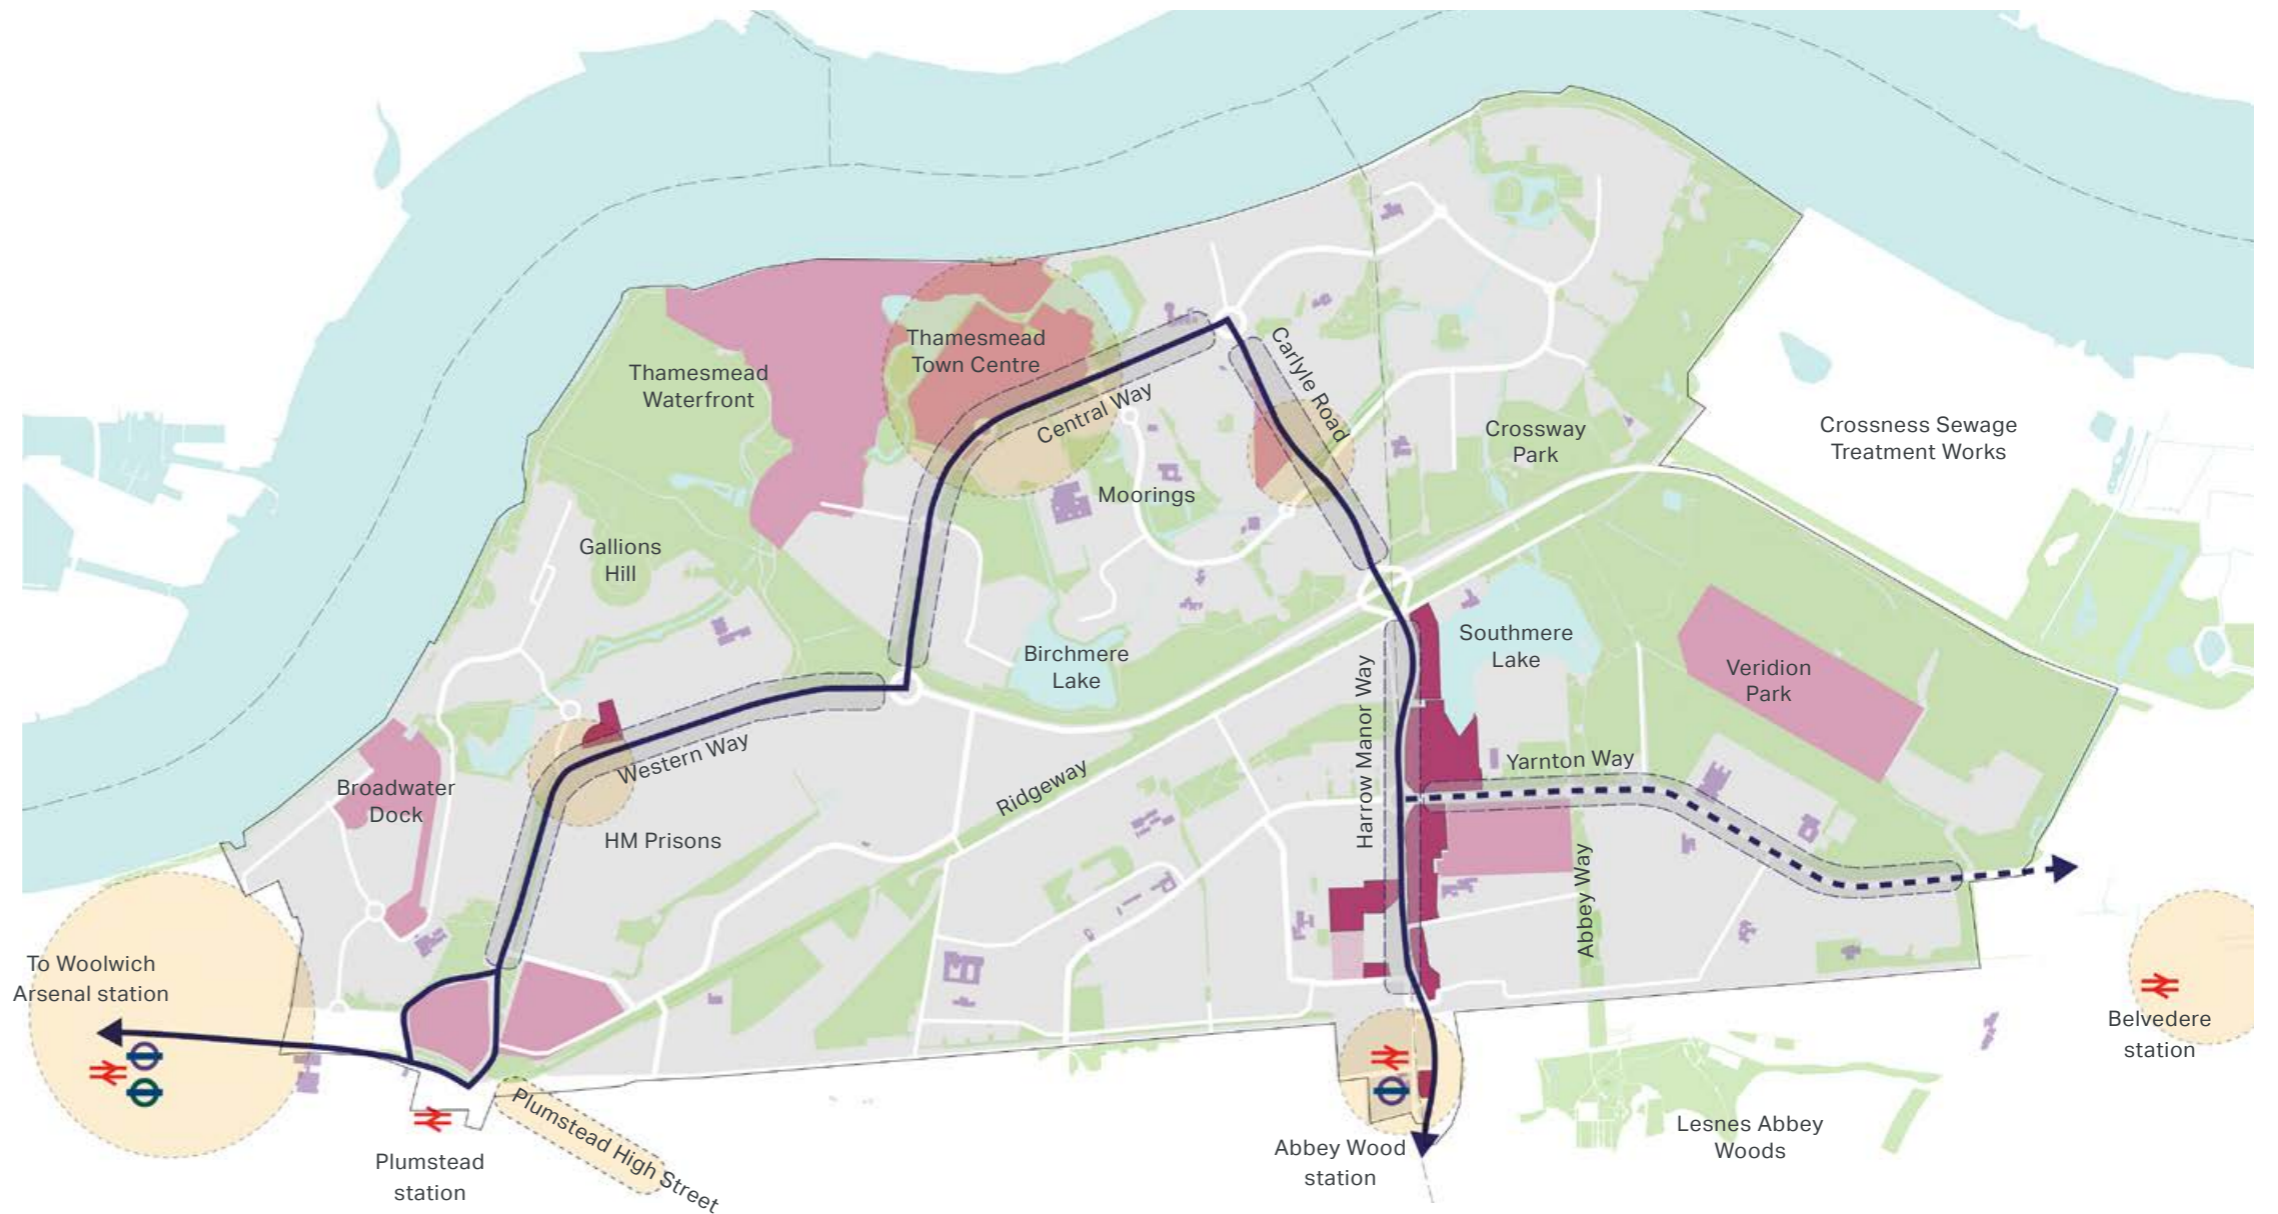 Thamesmead
Town Centre
Thamesmead
Waterfront
Central Way
Carlyle Road
Crossway
Park
Crossness Sewage
Treatment Works
Moorings
Gallions
Hill
Birchmere
Lake
Southmere
Lake
Veridion
Park
Harrow Manor Way
Western Way
Yarnton Way
Broadwater
Dock
Ridgeway
HM Prisons
Abbey Way
To Woolwich
Arsenal station
Belvedere
station
Plumstead High Street
Plumstead
station
Abbey Wood
station
Lesnes Abbey
Woods